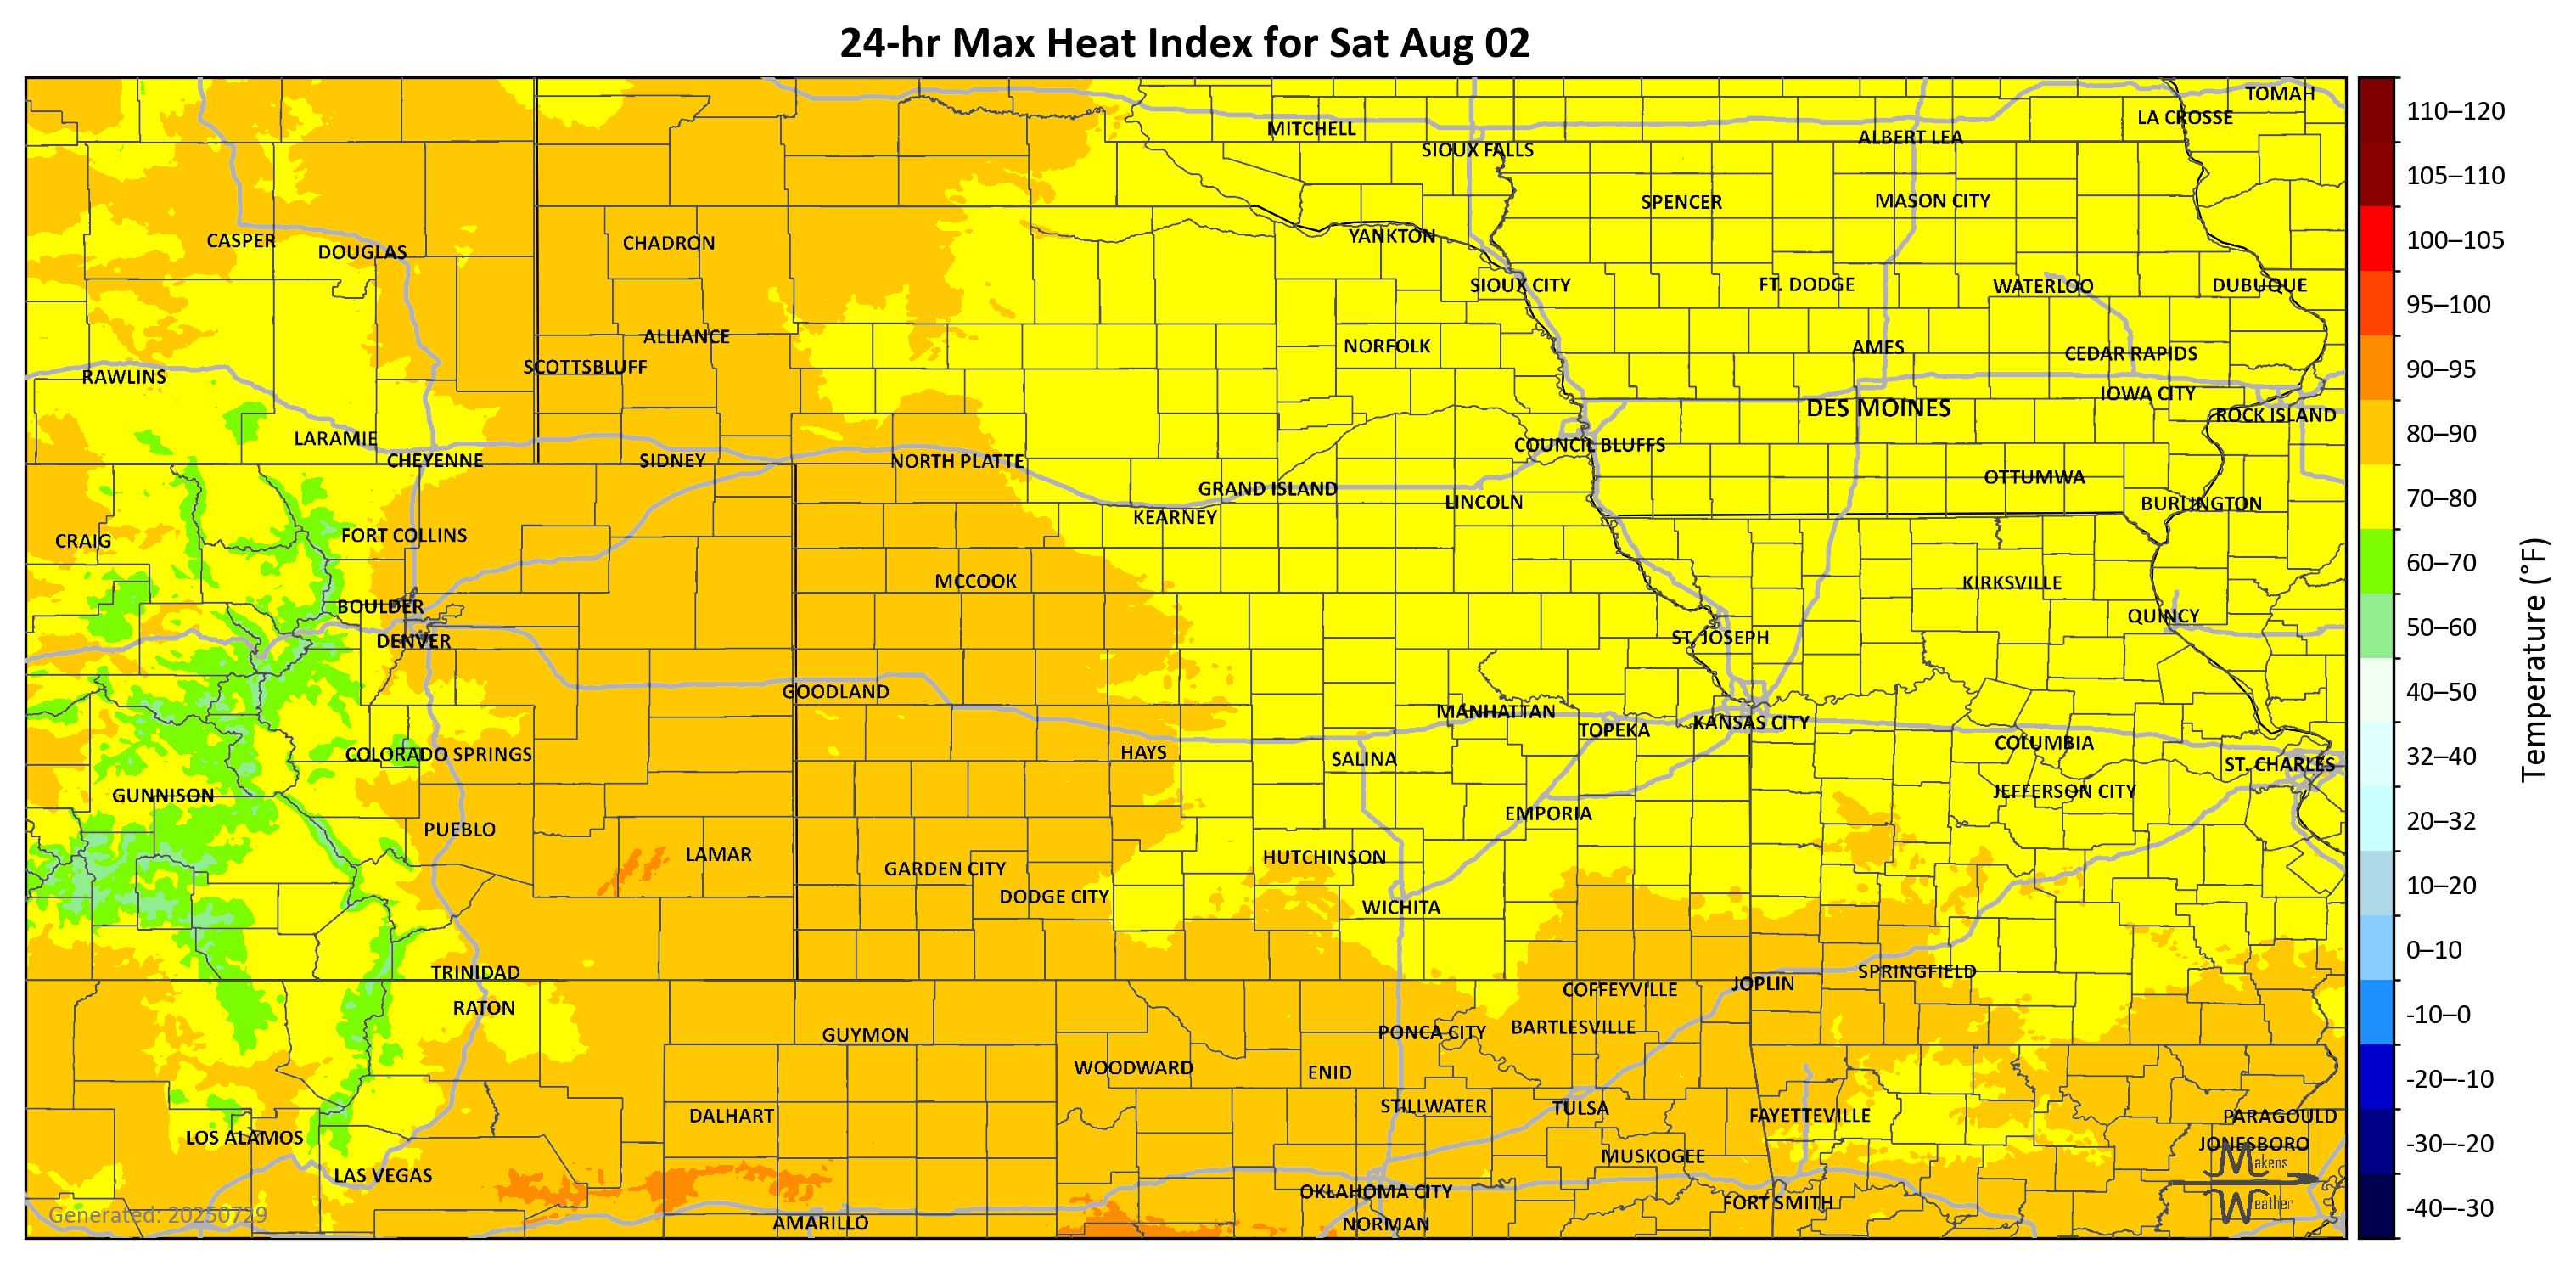 24-hr Max Heat Index for Sat Aug 02
TOMAH
LA CROSSE
MITCHELL
ALBERT LEA
SIOUX FALLS
SPENCER
MASON CITY
CASPER
DOUGLAS
CHADRON
YANKTON
SIOUX CITY
FT. DODGE
WATERLOO
DUBUQUE
ALLIANCE
NORFOLK
AMES
CEDAR RAPIDS
SCOTTSBLUFF
RAWLINS
IOWA CITY
DES MOINES
ROCK ISLAND
LARAMIE
COUNCIL BLUFFS
CHEYENNE
SIDNEY
NORTH PLATTE
OTTUMWA
GRAND ISLAND
LINCOLN
BURLINGTON
KEARNEY
FORT COLLINS
CRAIG
MCCOOK
KIRKSVILLE
BOULDER
QUINCY
DENVER
ST. JOSEPH
GOODLAND
MANHATTAN
TOPEKA
KANSAS CITY
COLUMBIA
COLORADO SPRINGS
HAYS
SALINA
ST. CHARLES
GUNNISON
JEFFERSON CITY
EMPORIA
PUEBLO
LAMAR
HUTCHINSON
GARDEN CITY
DODGE CITY
WICHITA
TRINIDAD
SPRINGFIELD
JOPLIN
COFFEYVILLE
RATON
GUYMON
PONCA CITY
BARTLESVILLE
WOODWARD
ENID
STILLWATER
TULSA
DALHART
FAYETTEVILLE
PARAGOULD
LOS ALAMOS
JONESBORO
MUSKOGEE
LAS VEGAS
OKLAHOMA CITY
FORT SMITH
AMARILLO
NORMAN
Generated: 20250729
Makens
Weather
110–120
105–110
100–105
95–100
90–95
80–90
70–80
60–70
50–60
40–50
32–40
20–32
10–20
0–10
-10–0
-20–-10
-30–-20
-40–-30
Temperature (°F)